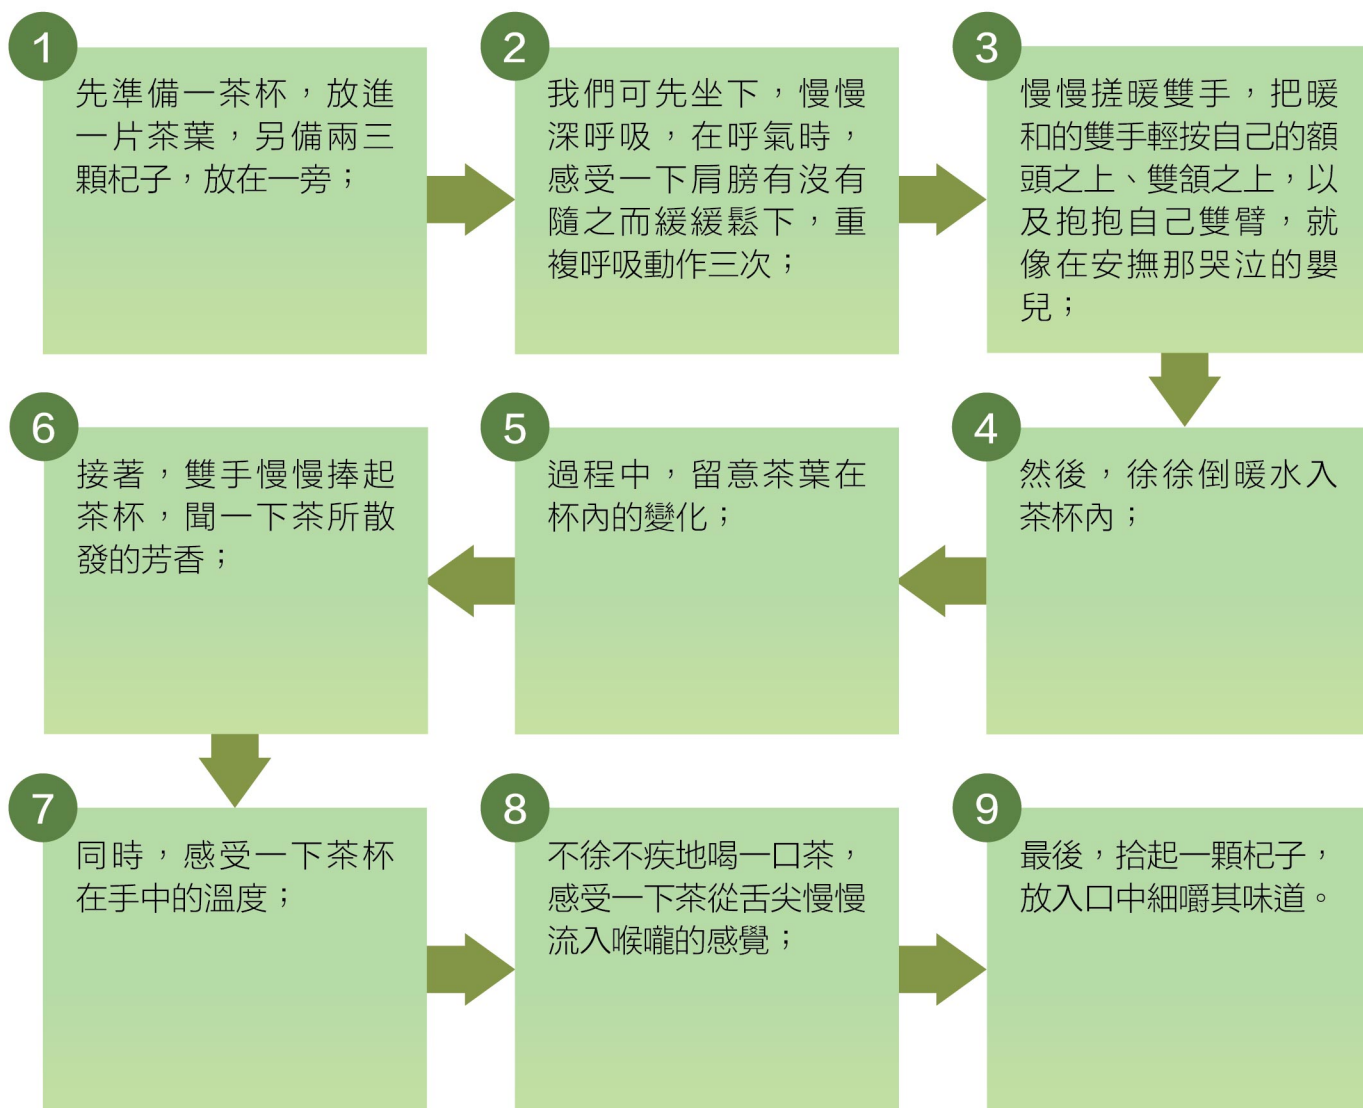 1
先準備一茶杯，放進
一片茶葉，另備兩三
顆杞子，放在一旁；
2
我們可先坐下，慢慢
深呼吸，在呼氣時，
感受一下肩膀有沒有
隨之而緩緩鬆下，重
複呼吸動作三次；
3
慢慢搓暖雙手，把暖
和的雙手輕按自己的額
頭之上、雙頷之上，以
及抱抱自己雙臂，就
像在安撫那哭泣的嬰
兒；
4
然後，徐徐倒暖水入
茶杯內；
5
過程中，留意茶葉在
杯內的變化；
6
接著，雙手慢慢捧起
茶杯，聞一下茶所散
發的芳香；
7
同時，感受一下茶杯
在手中的溫度；
8
不徐不疾地喝一口茶，
感受一下茶從舌尖慢慢
流入喉嚨的感覺；
9
最後，拾起一顆杞子，
放入口中細嚼其味道。